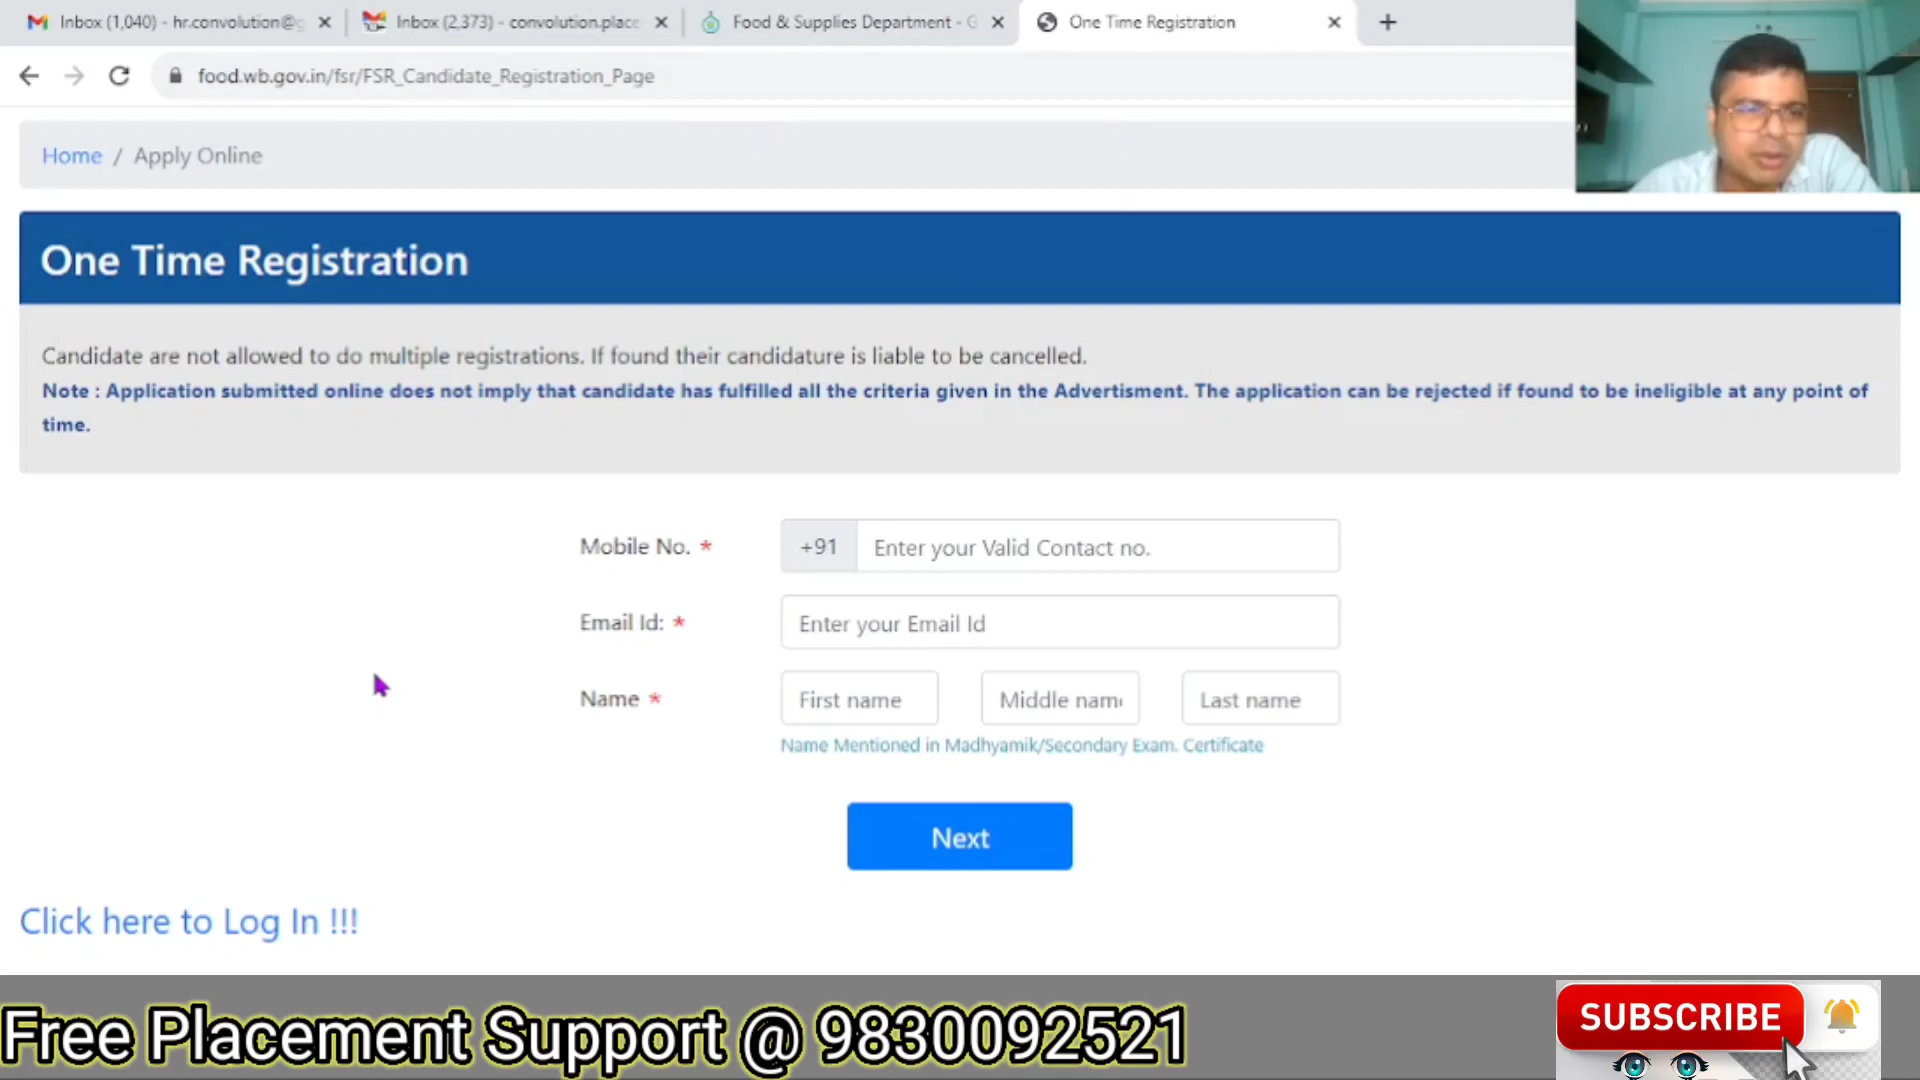 Inbox (1,040) - hr.convolution@g
Inbox (2,373) - convolution.place
Food & Supplies Department - G
One Time Registration
food.wb.gov.in/fsr/FSR_Candidate_Registration_Page
Home / Apply Online
One Time Registration
Candidate are not allowed to do multiple registrations. If found their candidature is liable to be cancelled.
Note : Application submitted online does not imply that candidate has fulfilled all the criteria given in the Advertisment. The application can be rejected if found to be ineligible at any point of
time.
Mobile No. * +91 Enter your Valid Contact no.
Email Id: * Enter your Email Id
Name * First name Middle name Last name
Name Mentioned in Madhyamik/Secondary Exam. Certificate
Next
Click here to Log In !!!
Free Placement Support @ 9830092521
SUBSCRIBE